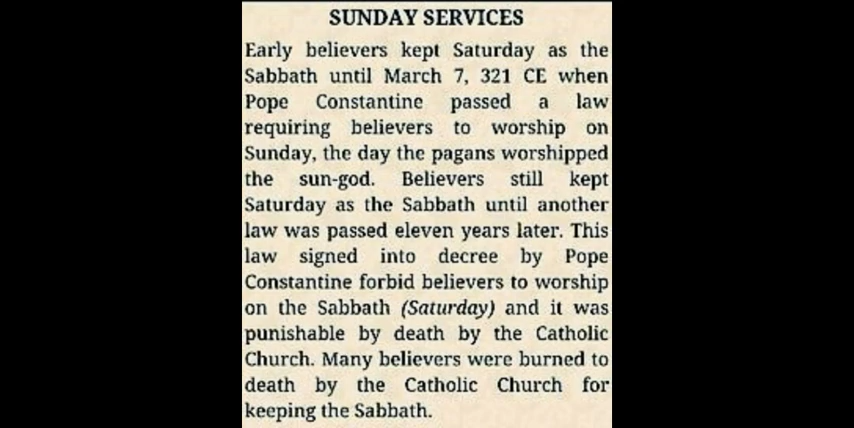 SUNDAY SERVICES
Early believers kept Saturday as the
Sabbath until March 7, 321 CE when
Pope Constantine passed a law
requiring believers to worship on
Sunday, the day the pagans worshipped
the sun-god. Believers still kept
Saturday as the Sabbath until another
law was passed eleven years later. This
law signed into decree by Pope
Constantine forbid believers to worship
on the Sabbath (Saturday) and it was
punishable by death by the Catholic
Church. Many believers were burned to
death by the Catholic Church for
keeping the Sabbath.